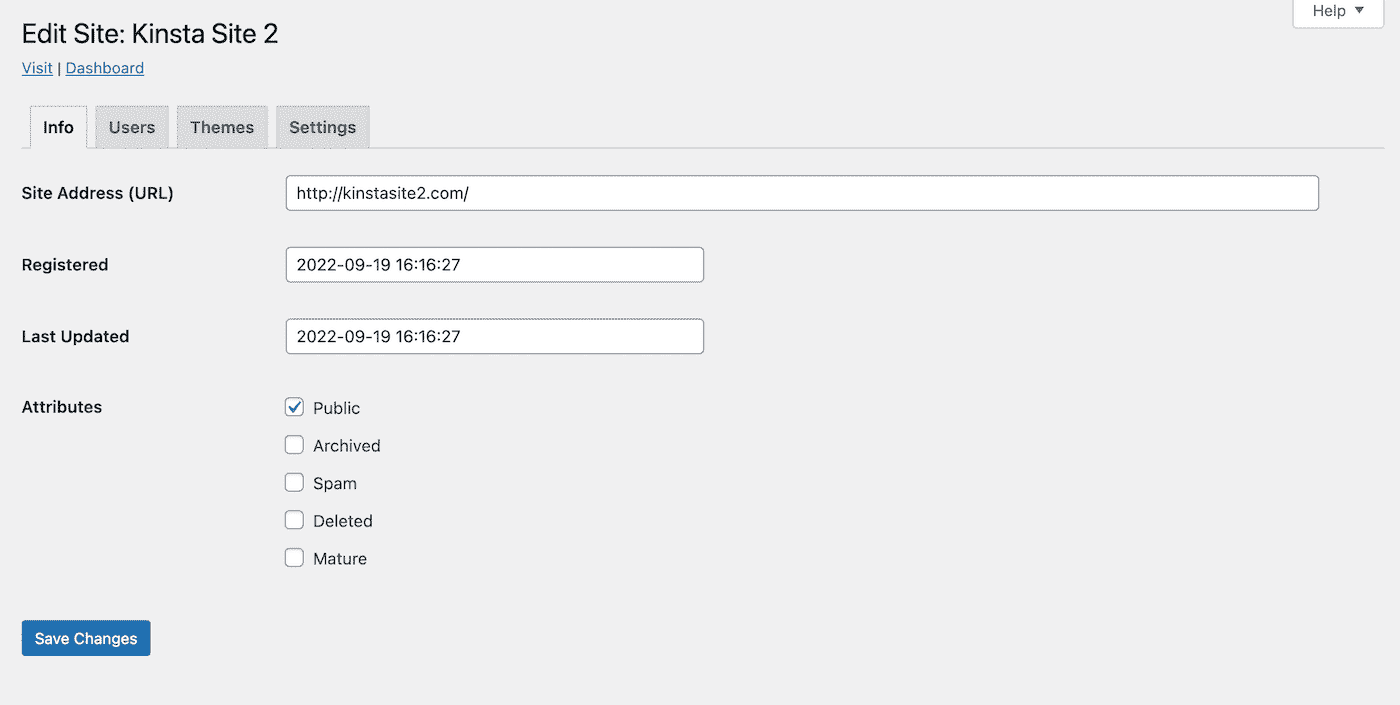 Help
Edit Site: Kinsta Site 2
Visit | Dashboard
Info Users Themes Settings
Site Address (URL) http://kinstasite2.com/
Registered 2022-09-19 16:16:27
Last Updated 2022-09-19 16:16:27
Attributes Public
Archived
Spam
Deleted
Mature
Save Changes